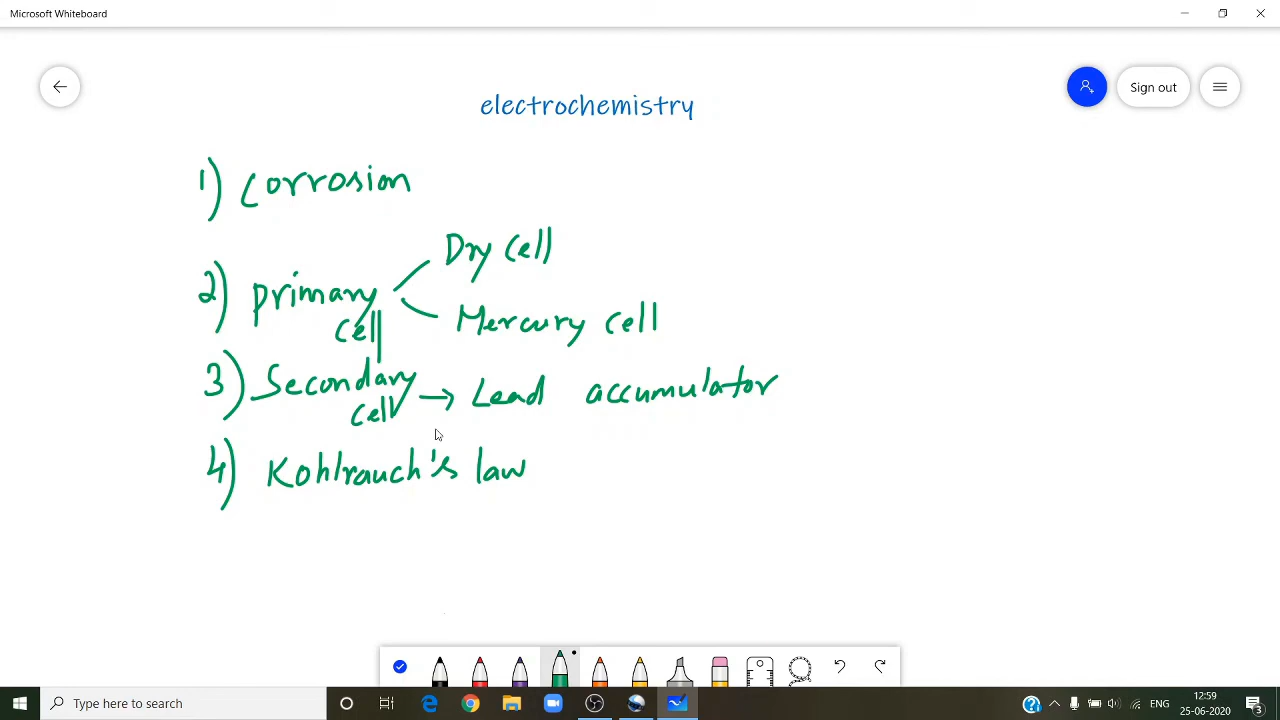 Microsoft Whiteboard
Sign out
electrochemistry
1) Corrosion
2) Primary cell
Dry cell
Mercury cell
3) Secondary cell → Lead accumulator
4) Kohlrauch's law
Type here to search
ENG
12:59
25-06-2020
3